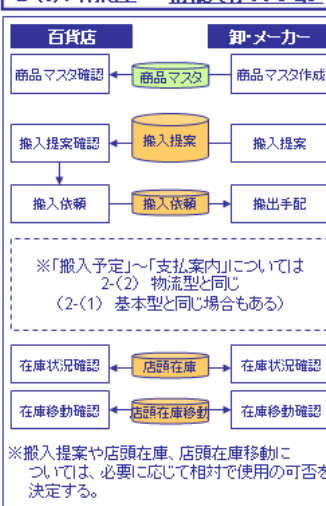 百貨店 卸・メーカー
商品マスタ確認 商品マスタ 商品マスタ作成
搬入提案確認 搬入提案 搬入提案
搬入依頼 搬入依頼 搬出手配
※「搬入予定」～「支払案内」については
2-(2) 物流型と同じ
(2-(1) 基本型と同じ場合もある)
在庫状況確認 店頭在庫 在庫状況確認
在庫移動確認 店頭在庫移動 在庫移動確認
※搬入提案や店頭在庫、店頭在庫移動に
ついては、必要に応じて相対で使用の可否を
決定する。